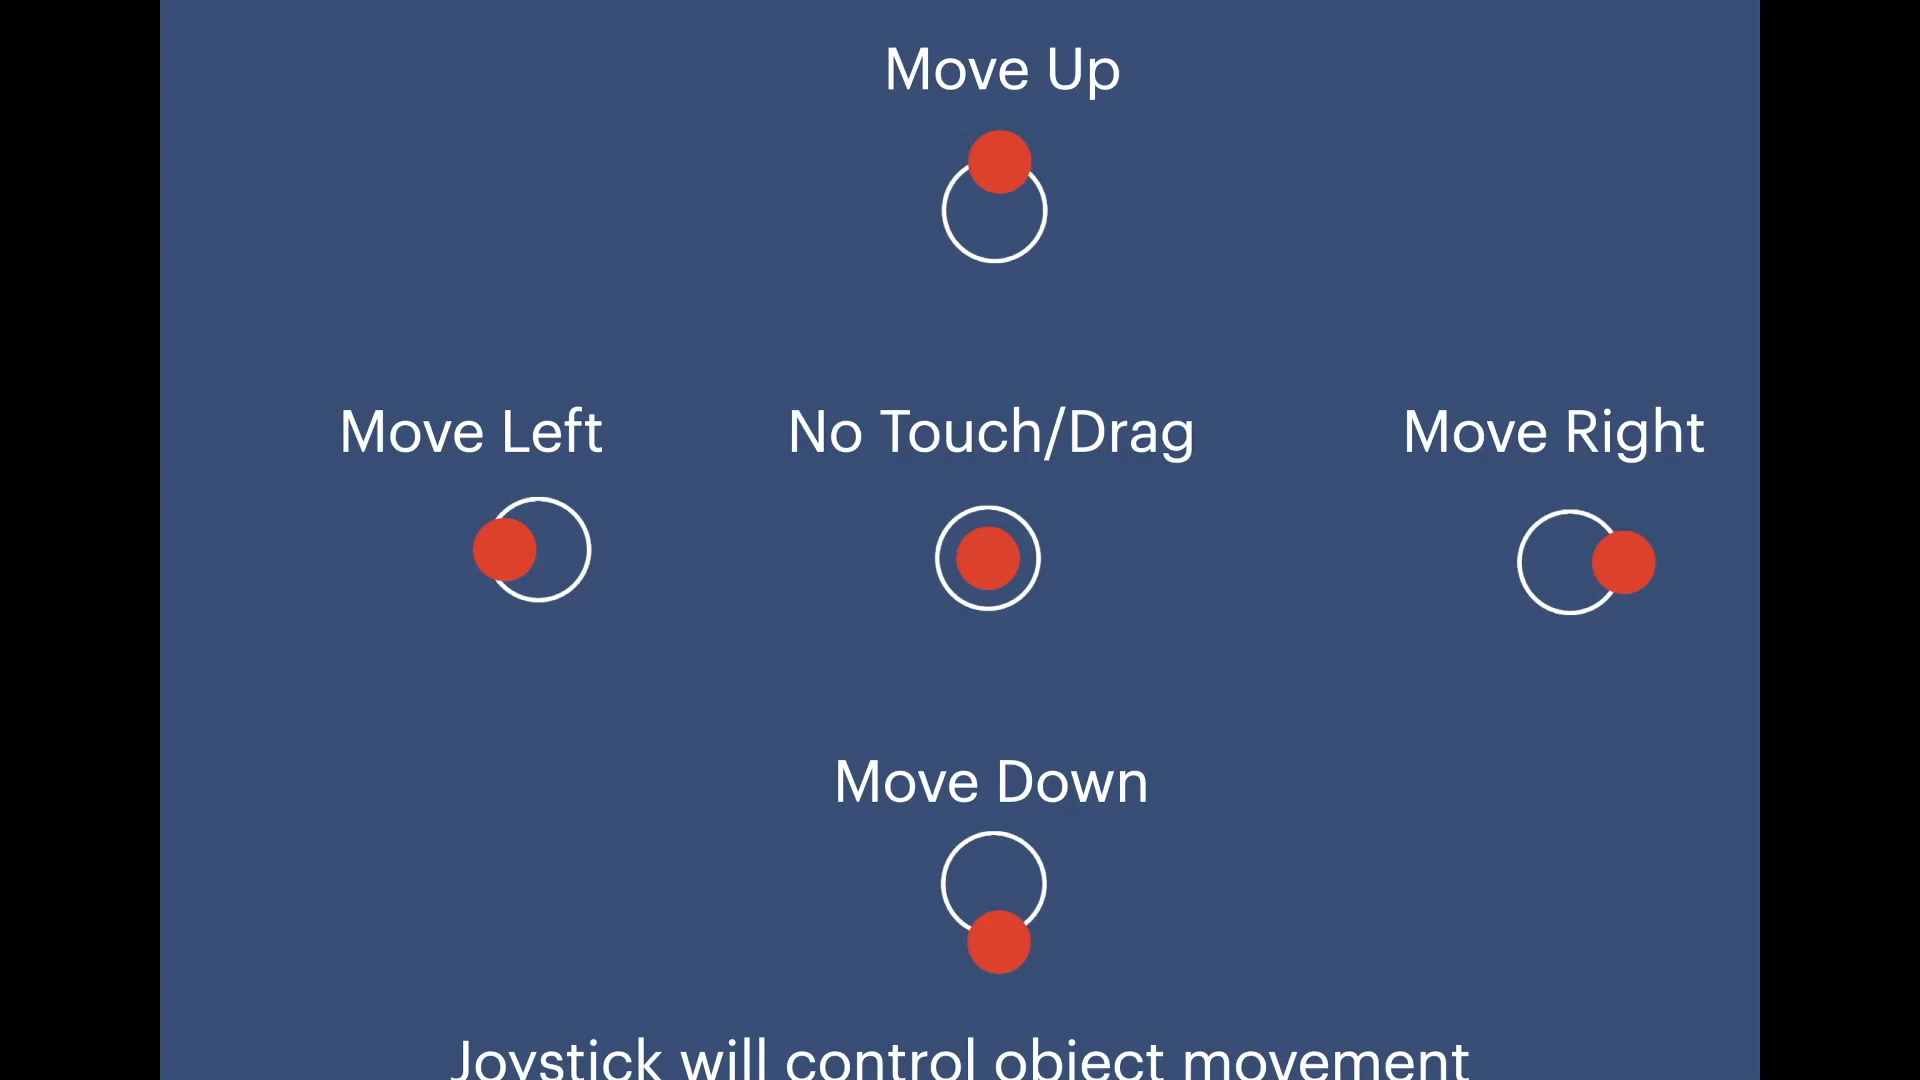 Move Up
Move Left
No Touch/Drag
Move Right
Move Down
Joystick will control object movement